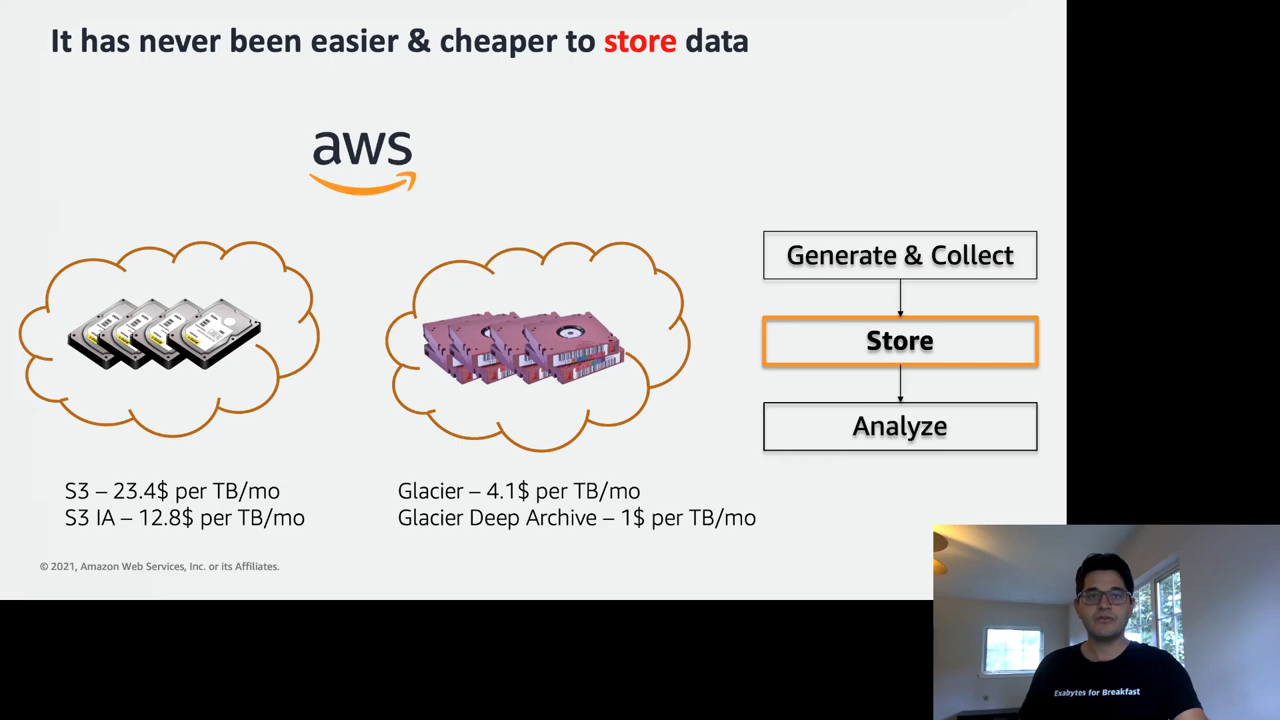 It has never been easier & cheaper to store data
aws
Generate & Collect
Store
Analyze
S3 – 23.4$ per TB/mo
S3 IA – 12.8$ per TB/mo
Glacier – 4.1$ per TB/mo
Glacier Deep Archive – 1$ per TB/mo
© 2021, Amazon Web Services, Inc. or its Affiliates.
Exabytes for Breakfast